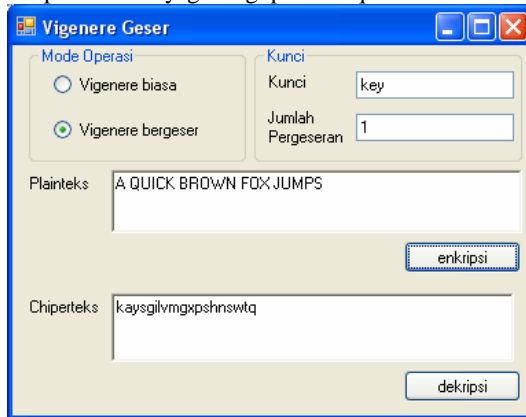 Vigenere Geser
Mode Operasi
Vigenere biasa
Vigenere bergeser
Kunci
Kunci
key
Jumlah
Pergeseran
1
Plainteks
A QUICK BROWN FOX JUMPS
enkripsi
Chiperteks
kaysgilvmgxpshnswtq
dekripsi